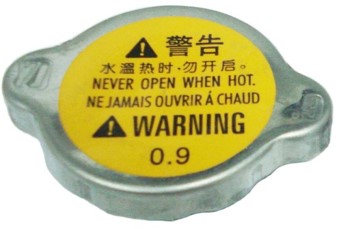 ⚠ 警告
水溫热时·勿开启。
NEVER OPEN WHEN HOT.
NE JAMAIS OUVRIR Á CHAUD
⚠ WARNING
0.9